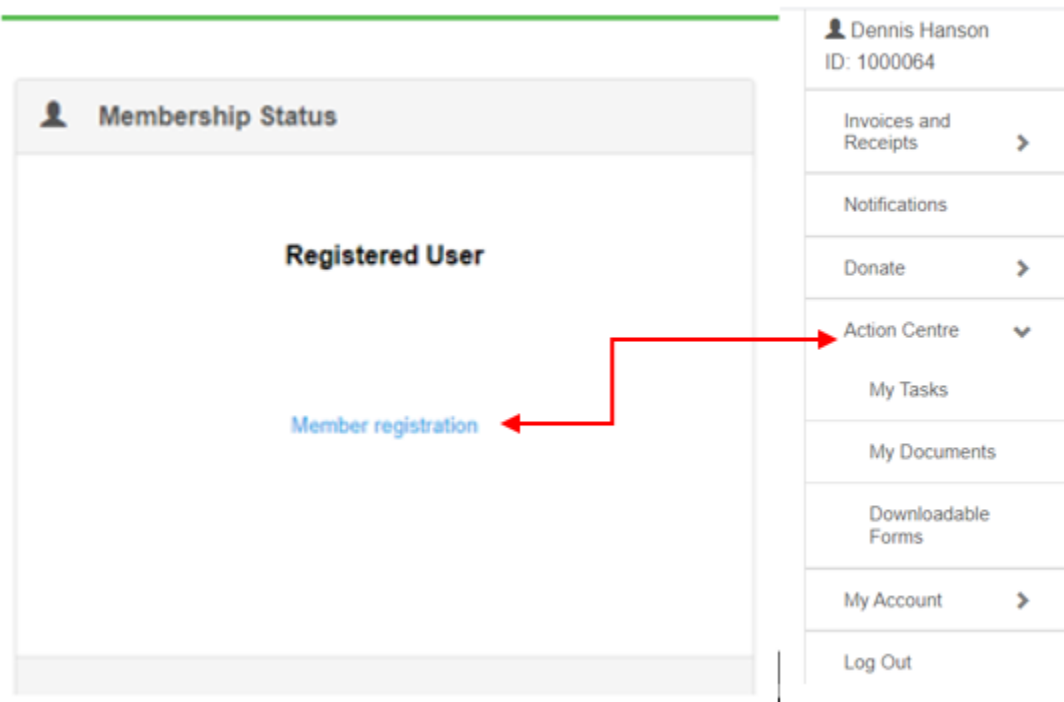 Membership Status
Registered User
Member registration
Dennis Hanson
ID: 1000064
Invoices and
Receipts
Notifications
Donate
Action Centre
My Tasks
My Documents
Downloadable
Forms
My Account
Log Out